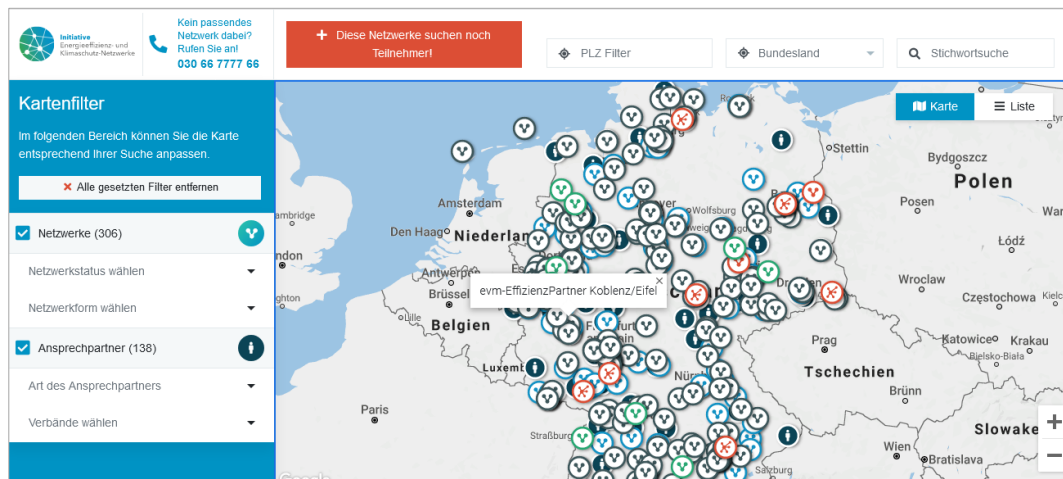 Initiative
Energieeffizienz- und
Klimaschutz-Netzwerke
Kein passendes
Netzwerk dabei?
Rufen Sie an!
030 66 7777 66
Diese Netzwerke suchen noch
Teilnehmer!
PLZ Filter
Bundesland
Stichwortsuche
Kartenfilter
Im folgenden Bereich können Sie die Karte
entsprechend Ihrer Suche anpassen.
Alle gesetzten Filter entfernen
Netzwerke (306)
Netzwerkstatus wählen
Netzwerkform wählen
Ansprechpartner (138)
Art des Ansprechpartners
Verbände wählen
Karte
Liste
Stettin
Bydgoszcz
Polen
Amsterdam
Wolfsburg
Posen
Den Haag
Łódź
Antwerpen
evm-EffizienzPartner Koblenz/Eifel
Wroclaw
Częstochowa
Brüssel
Lille
Belgien
Katowice
Krakau
Prag
Bielsko-Biała
Tschechien
Brünn
Paris
Straßburg
Slowake
Wien
Bratislava
Salzburg
Google